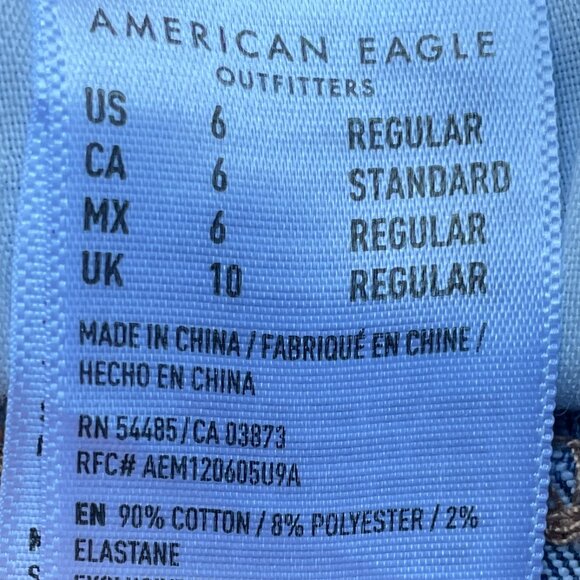 AMERICAN EAGLE
OUTFITTERS
US 6 REGULAR
CA 6 STANDARD
MX 6 REGULAR
UK 10 REGULAR
MADE IN CHINA / FABRIQUÉ EN CHINE /
HECHO EN CHINA
RN 54485/CA 03873
RFC# AEM120605U9A
EN 90% COTTON / 8% POLYESTER / 2%
ELASTANE